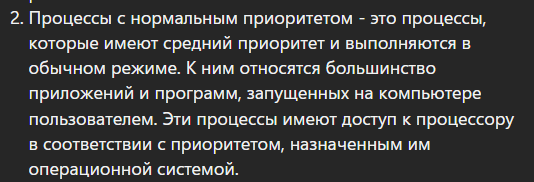 2. Процессы с нормальным приоритетом - это процессы,
которые имеют средний приоритет и выполняются в
обычном режиме. К ним относятся большинство
приложений и программ, запущенных на компьютере
пользователем. Эти процессы имеют доступ к процессору
в соответствии с приоритетом, назначенным им
операционной системой.